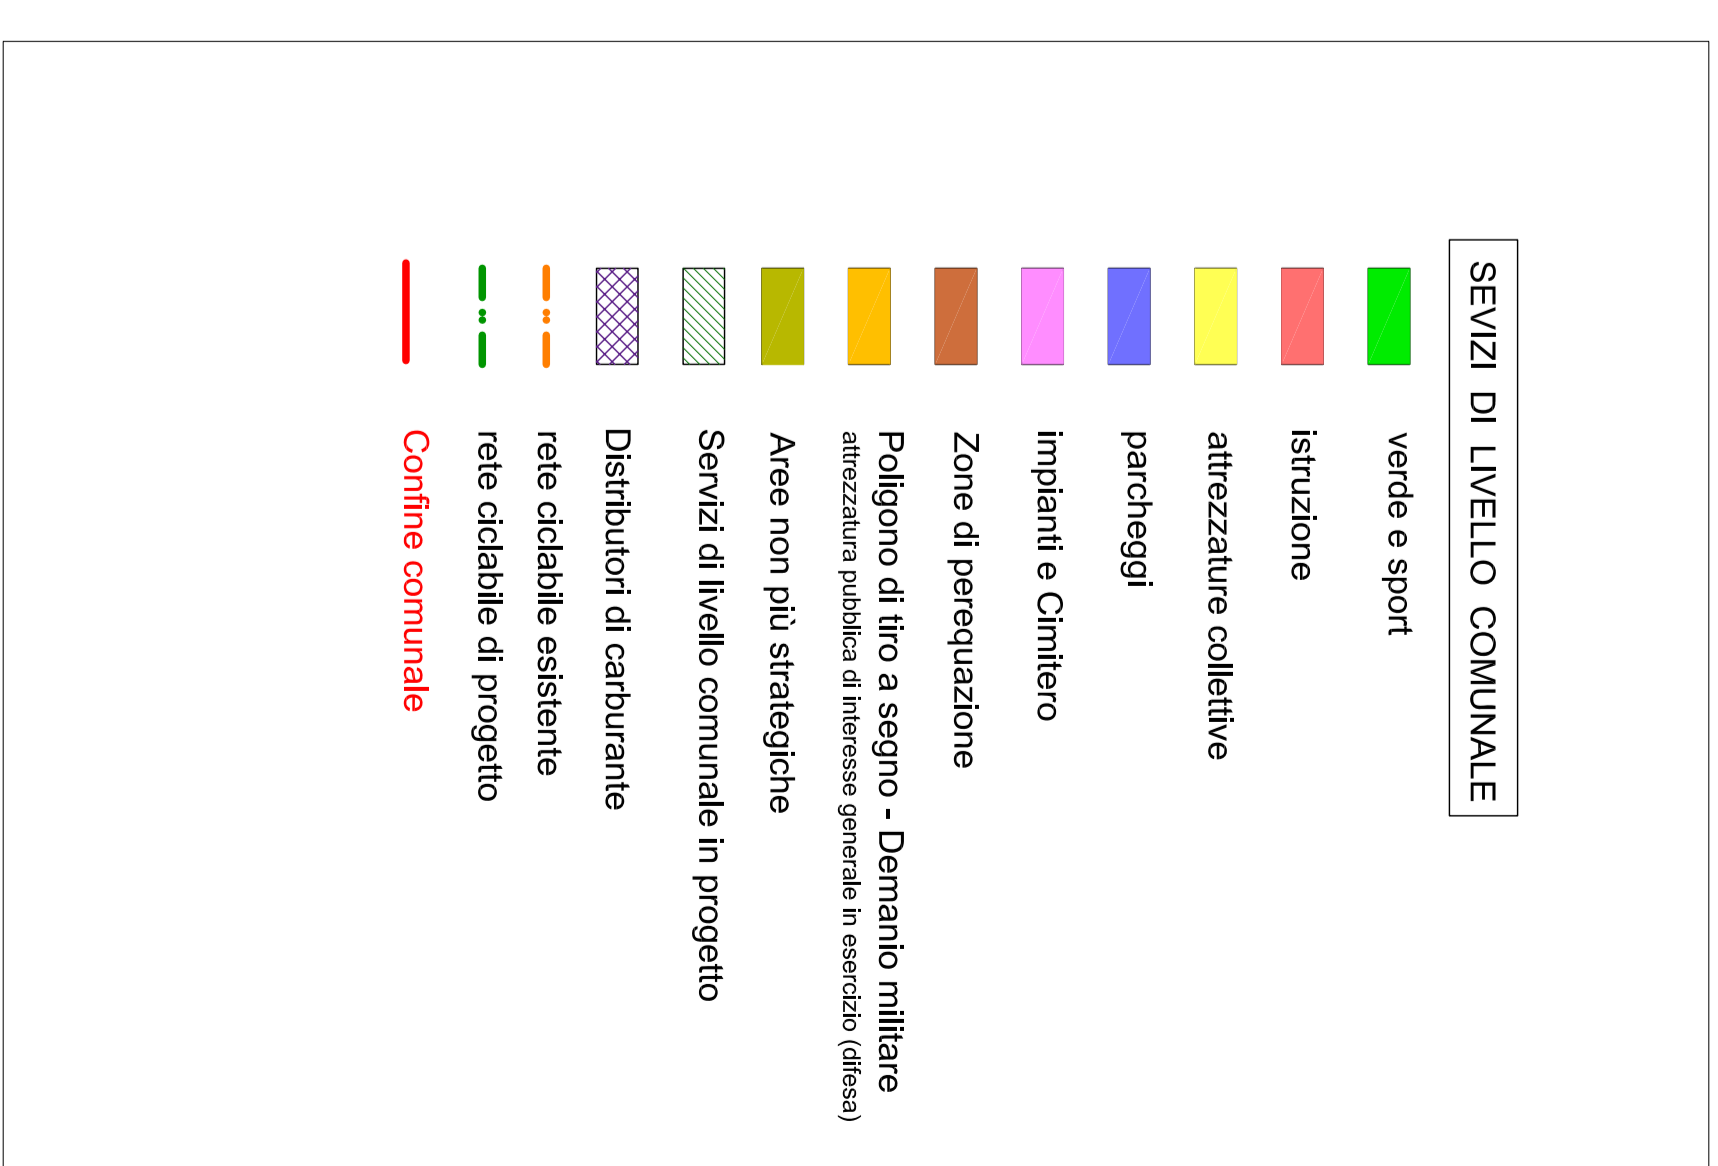 SEVIZI DI LIVELLO COMUNALE
verde e sport
istruzione
attrezzature collettive
parcheggi
impianti e Cimitero
Zone di perequazione
Poligono di tiro a segno - Demanio militare
attrezzatura pubblica di interesse generale in esercizio (difesa)
Aree non più strategiche
Servizi di livello comunale in progetto
Distributori di carburante
rete ciclabile esistente
rete ciclabile di progetto
Confine comunale